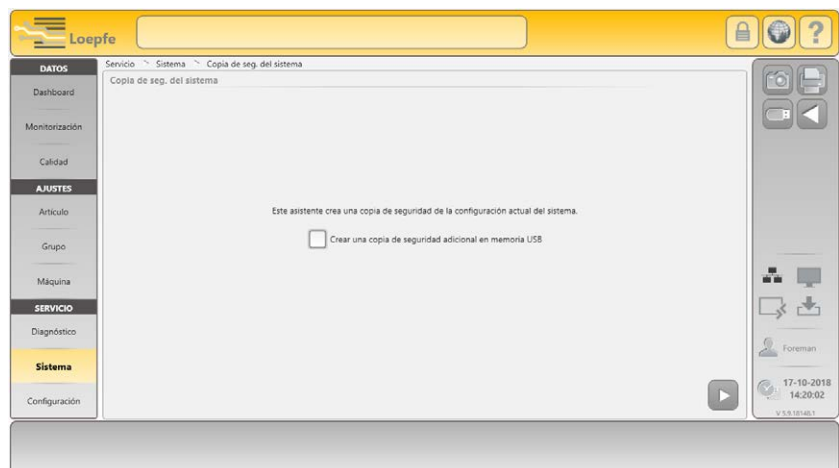 Loepfe
?
DATOS
Dashboard
Monitorización
Calidad
AJUSTES
Artículo
Grupo
Máquina
SERVICIO
Diagnóstico
Sistema
Configuración
Servicio > Sistema > Copia de seg. del sistema
Copia de seg. del sistema
Este asistente crea una copia de seguridad de la configuración actual del sistema.
Crear una copia de seguridad adicional en memoria USB
Foreman
17-10-2018
14:20:02
V 5.9.18148.1